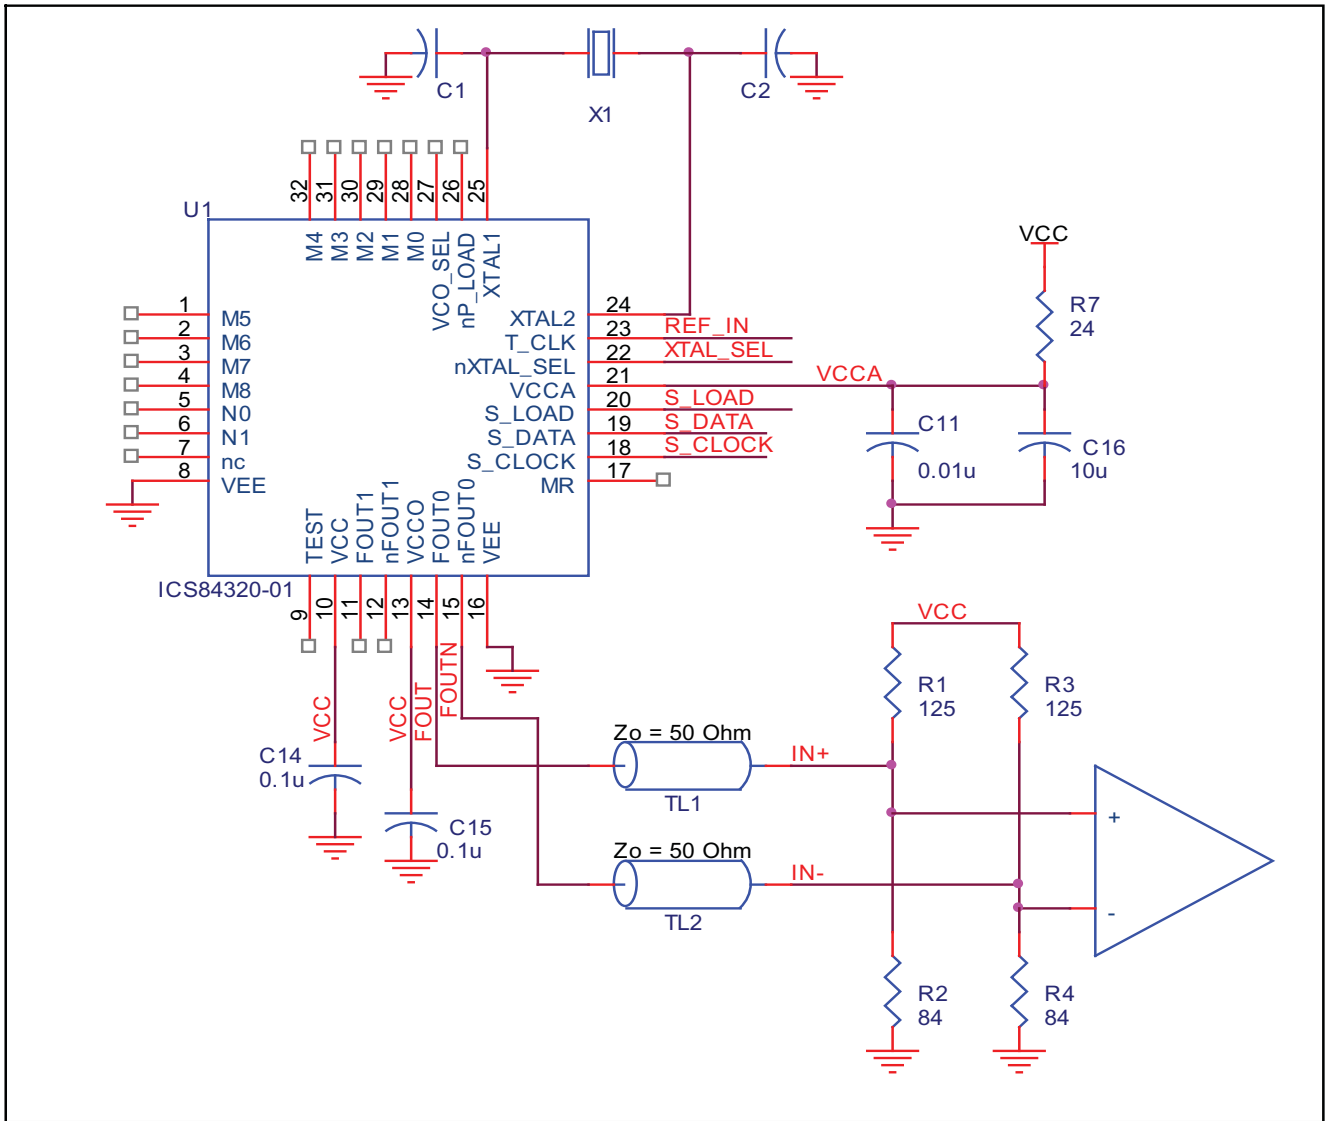 C1
X1
C2
32
31
30
29
28
27
26
25
U1
M4
M3
M2
M1
M0
VCO_SEL
nP_LOAD
XTAL1
1
2
3
4
5
6
7
8
M5
M6
M7
M8
N0
N1
nc
VEE
XTAL2
T_CLK
nXTAL_SEL
VCCA
S_LOAD
S_DATA
S_CLOCK
MR
24
23
22
21
20
19
18
17
REF_IN
XTAL_SEL
VCCA
S_LOAD
S_DATA
S_CLOCK
VCC
R7
24
C11
0.01u
C16
10u
TEST
VCC
FOUT1
nFOUT1
VCCO
FOUT0
nFOUT0
VEE
ICS84320-01
9
10
11
12
13
14
15
16
VCC
VCC
FOUT
FOUTN
C14
0.1u
C15
0.1u
Zo = 50 Ohm
TL1
IN+
Zo = 50 Ohm
TL2
IN-
VCC
R1
125
R3
125
+
-
R2
84
R4
84